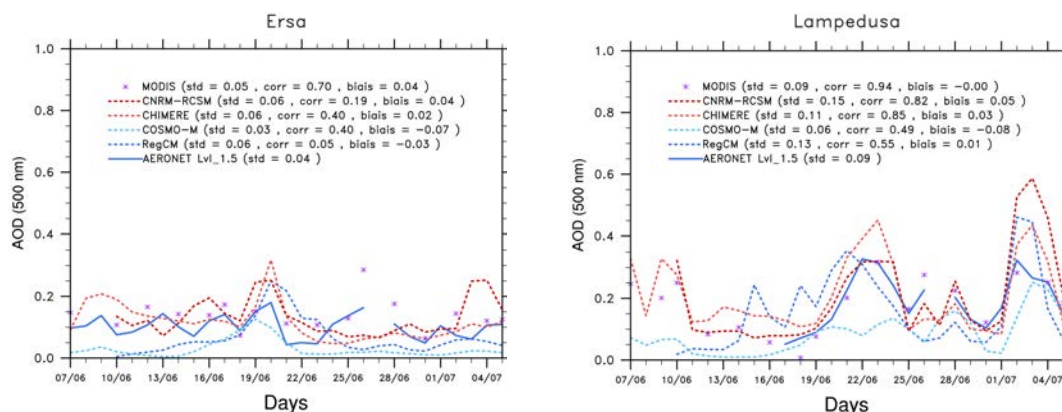 Ersa
1.0
0.8
0.6
0.4
0.2
0.0
AOD (500 nm)
MODIS (std = 0.05 , corr = 0.70 , biais = 0.04 )
CNRM-RCSM (std = 0.06 , corr = 0.19 , biais = 0.04 )
CHIMERE (std = 0.06 , corr = 0.40 , biais = 0.02 )
COSMO-M (std = 0.03 , corr = 0.40 , biais = -0.07 )
RegCM (std = 0.06 , corr = 0.05 , biais = -0.03 )
AERONET Lvl_1.5 (std = 0.04 )
07/06 10/06 13/06 16/06 19/06 22/06 25/06 28/06 01/07 04/07
Days
Lampedusa
1.0
0.8
0.6
0.4
0.2
0.0
AOD (500 nm)
MODIS (std = 0.09 , corr = 0.94 , biais = -0.00 )
CNRM-RCSM (std = 0.15 , corr = 0.82 , biais = 0.05 )
CHIMERE (std = 0.11 , corr = 0.85 , biais = 0.03 )
COSMO-M (std = 0.06 , corr = 0.49 , biais = -0.08 )
RegCM (std = 0.13 , corr = 0.55 , biais = 0.01 )
AERONET Lvl_1.5 (std = 0.09 )
07/06 10/06 13/06 16/06 19/06 22/06 25/06 28/06 01/07 04/07
Days